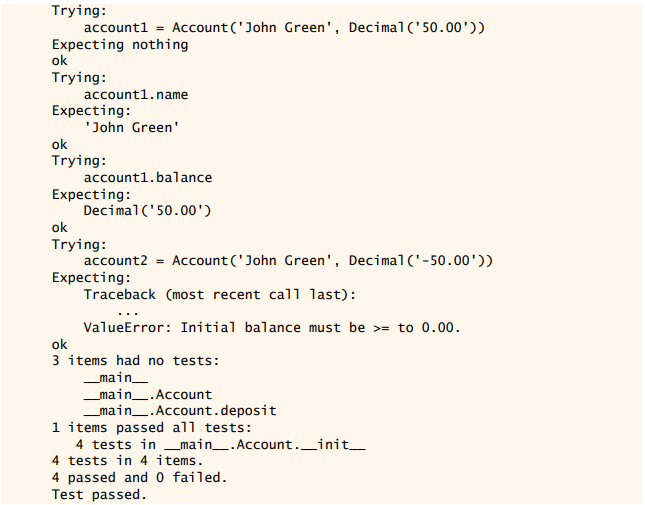 Trying:
    account1 = Account('John Green', Decimal('50.00'))
Expecting nothing
ok
Trying:
    account1.name
Expecting:
    'John Green'
ok
Trying:
    account1.balance
Expecting:
    Decimal('50.00')
ok
Trying:
    account2 = Account('John Green', Decimal('-50.00'))
Expecting:
    Traceback (most recent call last):
        ...
    ValueError: Initial balance must be >= to 0.00.
ok
3 items had no tests:
    __main__
    __main__.Account
    __main__.Account.deposit
1 items passed all tests:
   4 tests in __main__.Account.__init__
4 tests in 4 items.
4 passed and 0 failed.
Test passed.